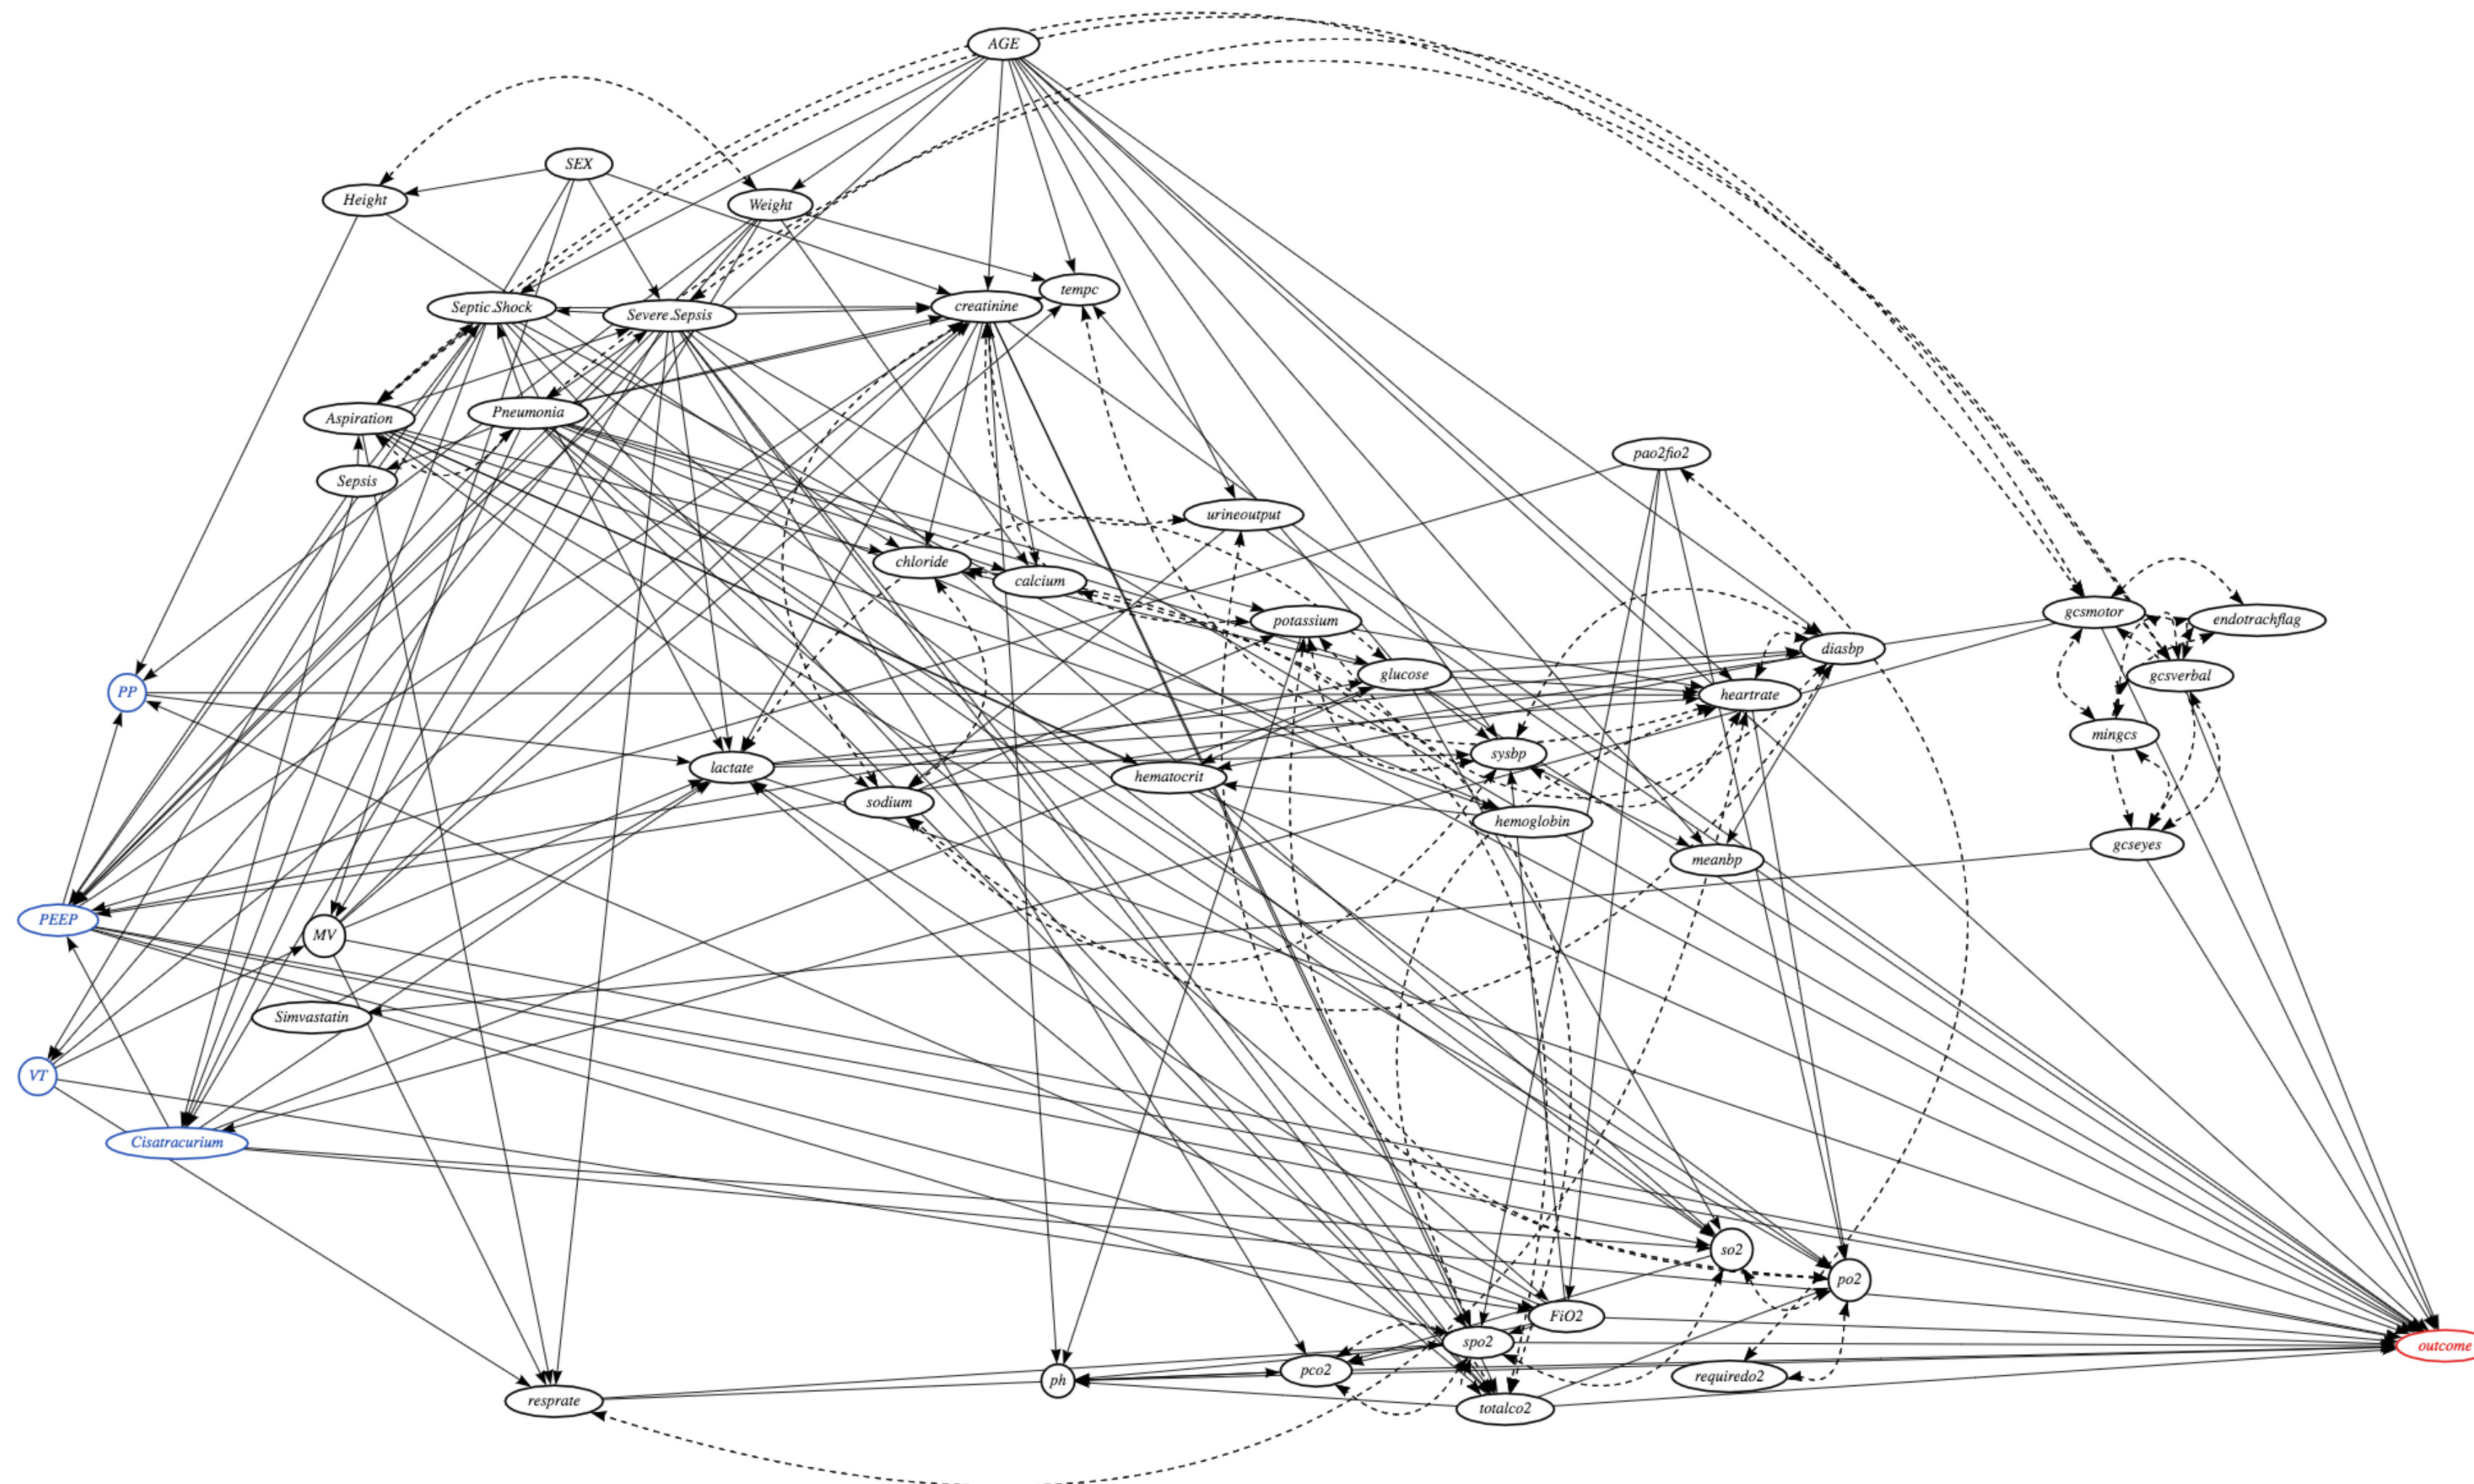 AGE
SEX
Height
Weight
tempc
Septic.Shock
Severe.Sepsis
creatinine
Aspiration
Pneumonia
pao2fio2
Sepsis
urineoutput
chloride
calcium
potassium
gcsmotor
endotrachflag
diasbp
glucose
gcsverbal
PP
heartrate
mingcs
sysbp
lactate
hematocrit
sodium
hemoglobin
gcseyes
meanbp
PEEP
MV
Simvastatin
VT
Cisatracurium
so2
po2
FiO2
spo2
outcome
pco2
requiredo2
ph
resprate
totalco2